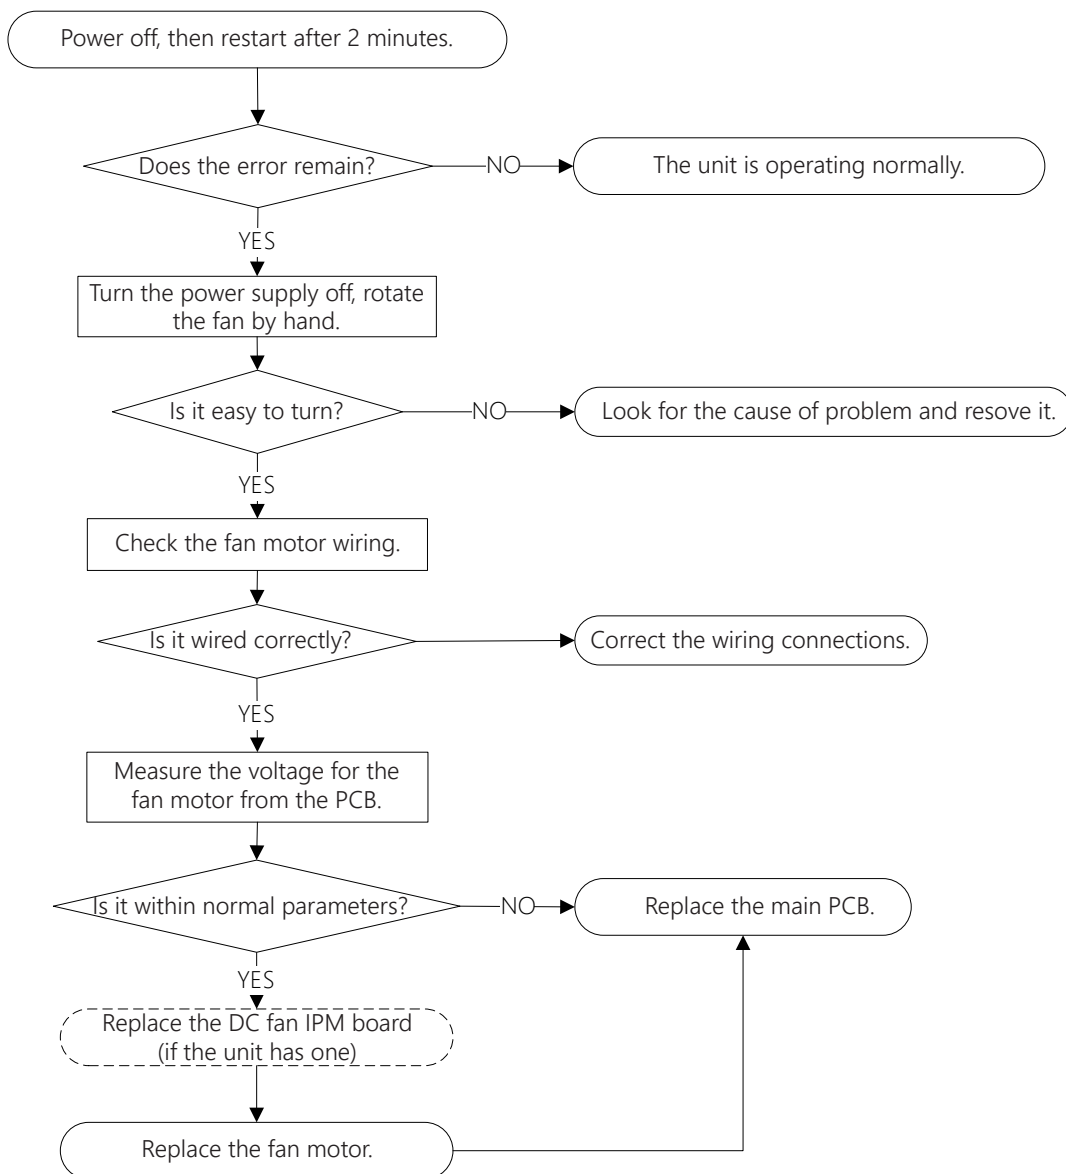 Power off, then restart after 2 minutes.
Does the error remain?
NO
The unit is operating normally.
YES
Turn the power supply off, rotate
the fan by hand.
Is it easy to turn?
NO
Look for the cause of problem and resove it.
YES
Check the fan motor wiring.
Is it wired correctly?
Correct the wiring connections.
YES
Measure the voltage for the
fan motor from the PCB.
Is it within normal parameters?
NO
Replace the main PCB.
YES
Replace the DC fan IPM board
(if the unit has one)
Replace the fan motor.